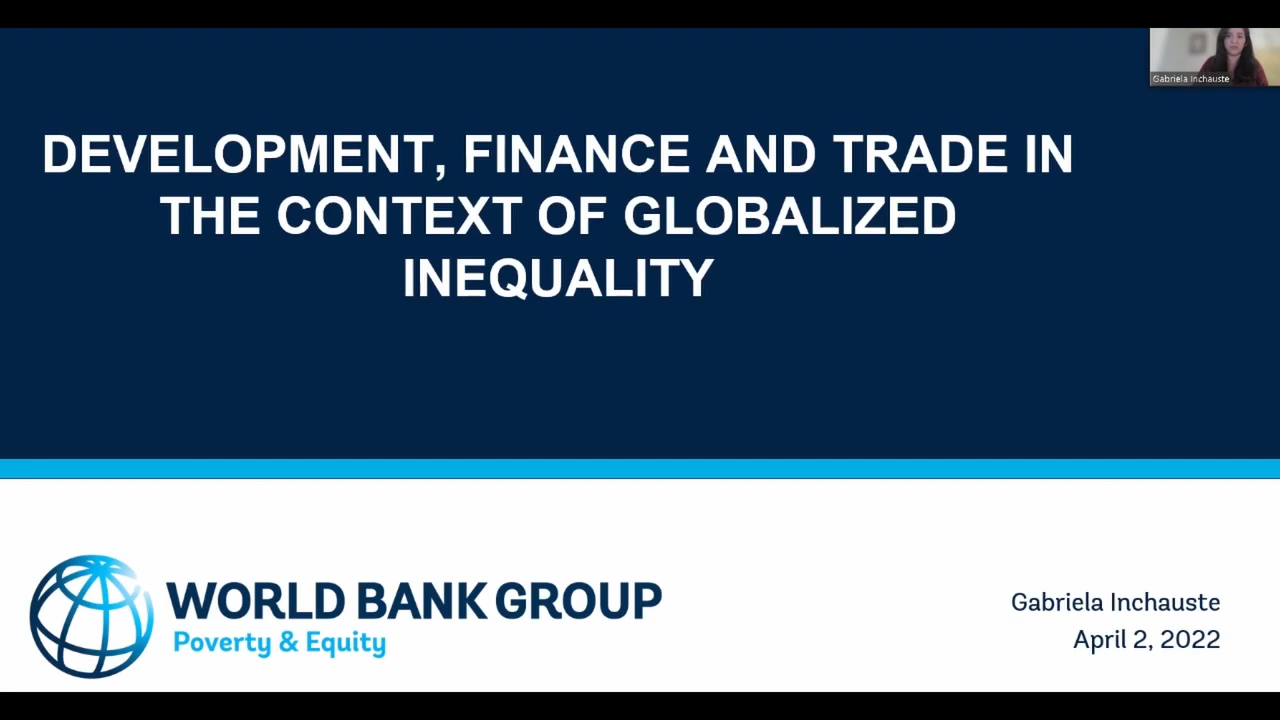 Gabriela Inchauste
DEVELOPMENT, FINANCE AND TRADE IN
THE CONTEXT OF GLOBALIZED
INEQUALITY
WORLD BANK GROUP
Poverty & Equity
Gabriela Inchauste
April 2, 2022